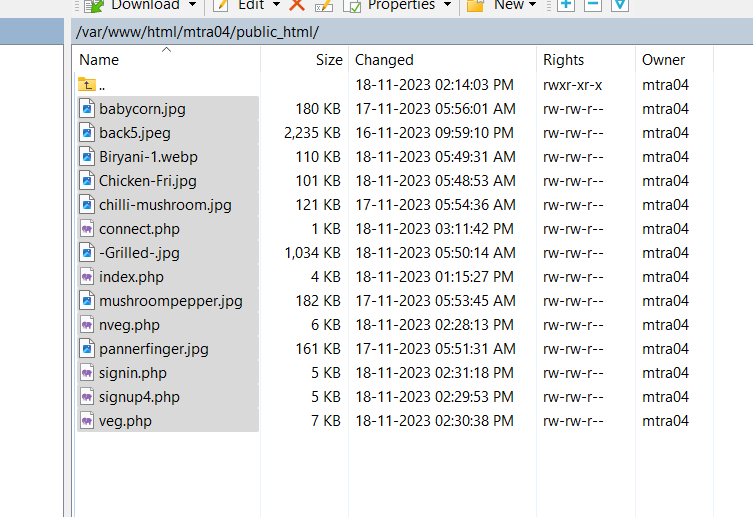 Download Edit Properties New
/var/www/html/mtra04/public_html/
Name Size Changed Rights Owner
.. 18-11-2023 02:14:03 PM rwxr-xr-x mtra04
babycorn.jpg 180 KB 17-11-2023 05:56:01 AM rw-rw-r-- mtra04
back5.jpeg 2,235 KB 16-11-2023 09:59:10 PM rw-rw-r-- mtra04
Biryani-1.webp 110 KB 18-11-2023 05:49:31 AM rw-rw-r-- mtra04
Chicken-Fri.jpg 101 KB 18-11-2023 05:48:53 AM rw-rw-r-- mtra04
chilli-mushroom.jpg 121 KB 17-11-2023 05:54:36 AM rw-rw-r-- mtra04
connect.php 1 KB 18-11-2023 03:11:42 PM rw-rw-r-- mtra04
-Grilled-.jpg 1,034 KB 18-11-2023 05:50:14 AM rw-rw-r-- mtra04
index.php 4 KB 18-11-2023 01:15:27 PM rw-rw-r-- mtra04
mushroompepper.jpg 182 KB 17-11-2023 05:53:45 AM rw-rw-r-- mtra04
nveg.php 6 KB 18-11-2023 02:28:13 PM rw-rw-r-- mtra04
pannerfinger.jpg 161 KB 17-11-2023 05:51:31 AM rw-rw-r-- mtra04
signin.php 5 KB 18-11-2023 02:31:18 PM rw-rw-r-- mtra04
signup4.php 5 KB 18-11-2023 02:29:53 PM rw-rw-r-- mtra04
veg.php 7 KB 18-11-2023 02:30:38 PM rw-rw-r-- mtra04